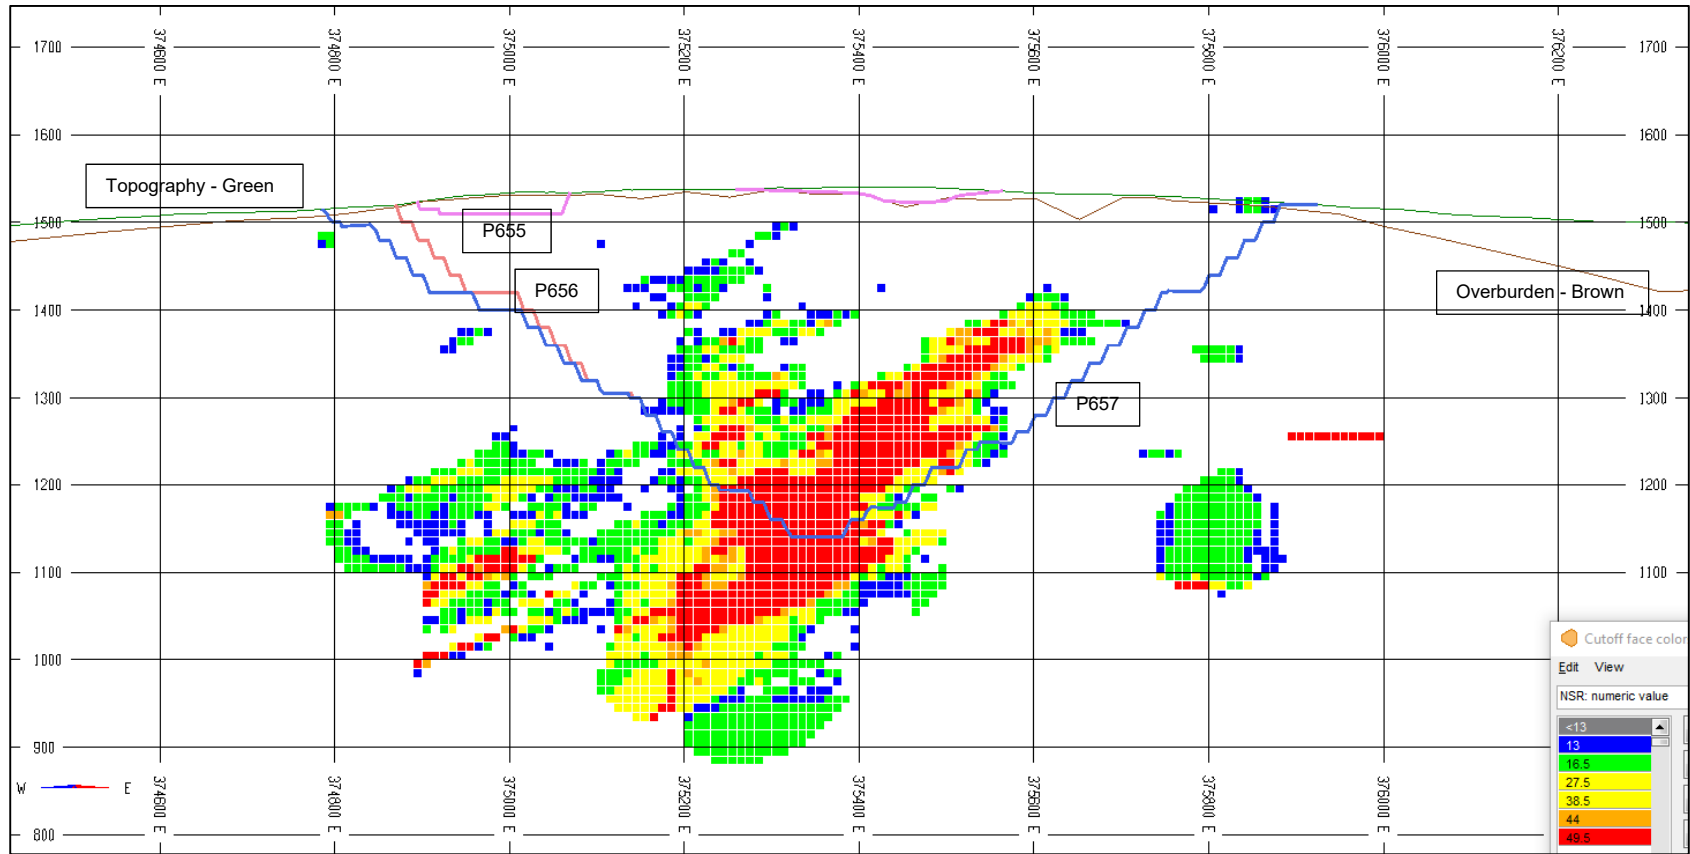 374600 E
374800 E
375000 E
375200 E
375400 E
375600 E
375800 E
376000 E
376200 E
1700
1700
1600
1600
Topography - Green
1500
1500
P655
P656
Overburden - Brown
1400
1400
P657
1300
1300
1200
1200
1100
1100
1000
Cutoff face color
Edit View
NSR: numeric value
<13
13
16.5
27.5
38.5
44
49.5
900
W E
374600 E
374800 E
375000 E
375200 E
375400 E
375600 E
375800 E
376000 E
800